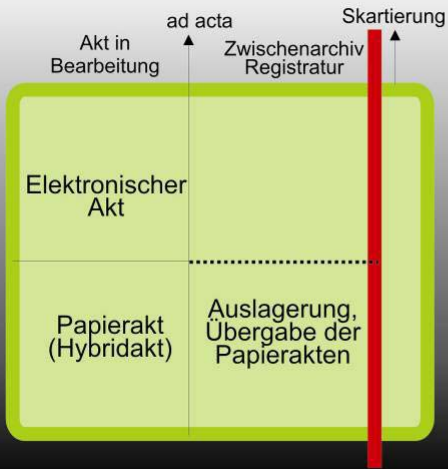 ad acta
Skartierung
Akt in
Bearbeitung
Zwischenarchiv
Registratur
Elektronischer
Akt
Papierakt
(Hybridakt)
Auslagerung,
Übergabe der
Papierakten